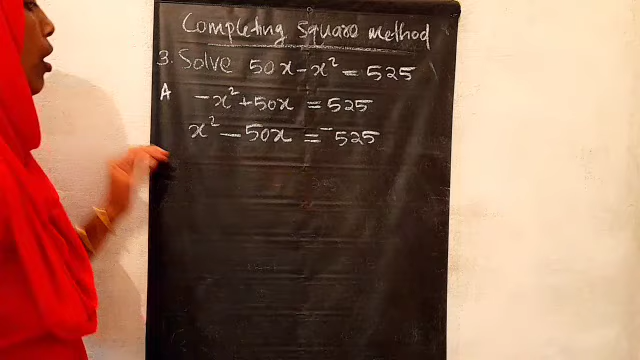 Completing Square method
3. Solve 50x - x² = 525
A -x² + 50x = 525
x² - 50x = ⁻525